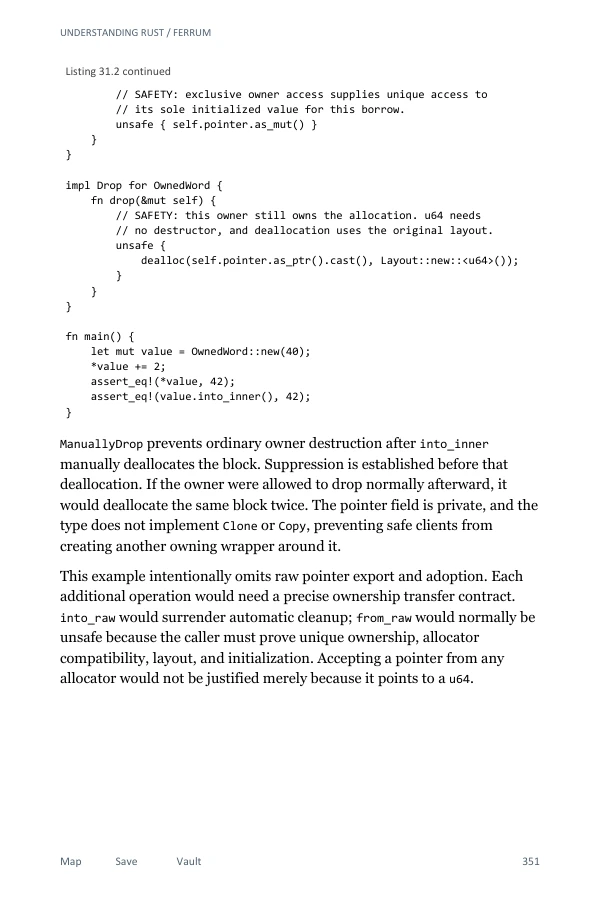 UNDERSTANDING RUST / FERRUM
Listing 31.2 continued
        // SAFETY: exclusive owner access supplies unique access to
        // its sole initialized value for this borrow.
        unsafe { self.pointer.as_mut() }
    }
}
impl Drop for OwnedWord {
    fn drop(&mut self) {
        // SAFETY: this owner still owns the allocation. u64 needs
        // no destructor, and deallocation uses the original layout.
        unsafe {
            dealloc(self.pointer.as_ptr().cast(), Layout::new::<u64>());
        }
    }
}
fn main() {
    let mut value = OwnedWord::new(40);
    *value += 2;
    assert_eq!(*value, 42);
    assert_eq!(value.into_inner(), 42);
}
ManuallyDrop prevents ordinary owner destruction after into_inner
manually deallocates the block. Suppression is established before that
deallocation. If the owner were allowed to drop normally afterward, it
would deallocate the same block twice. The pointer field is private, and the
type does not implement Clone or Copy, preventing safe clients from
creating another owning wrapper around it.
This example intentionally omits raw pointer export and adoption. Each
additional operation would need a precise ownership transfer contract.
into_raw would surrender automatic cleanup; from_raw would normally be
unsafe because the caller must prove unique ownership, allocator
compatibility, layout, and initialization. Accepting a pointer from any
allocator would not be justified merely because it points to a u64.
Map Save Vault 351